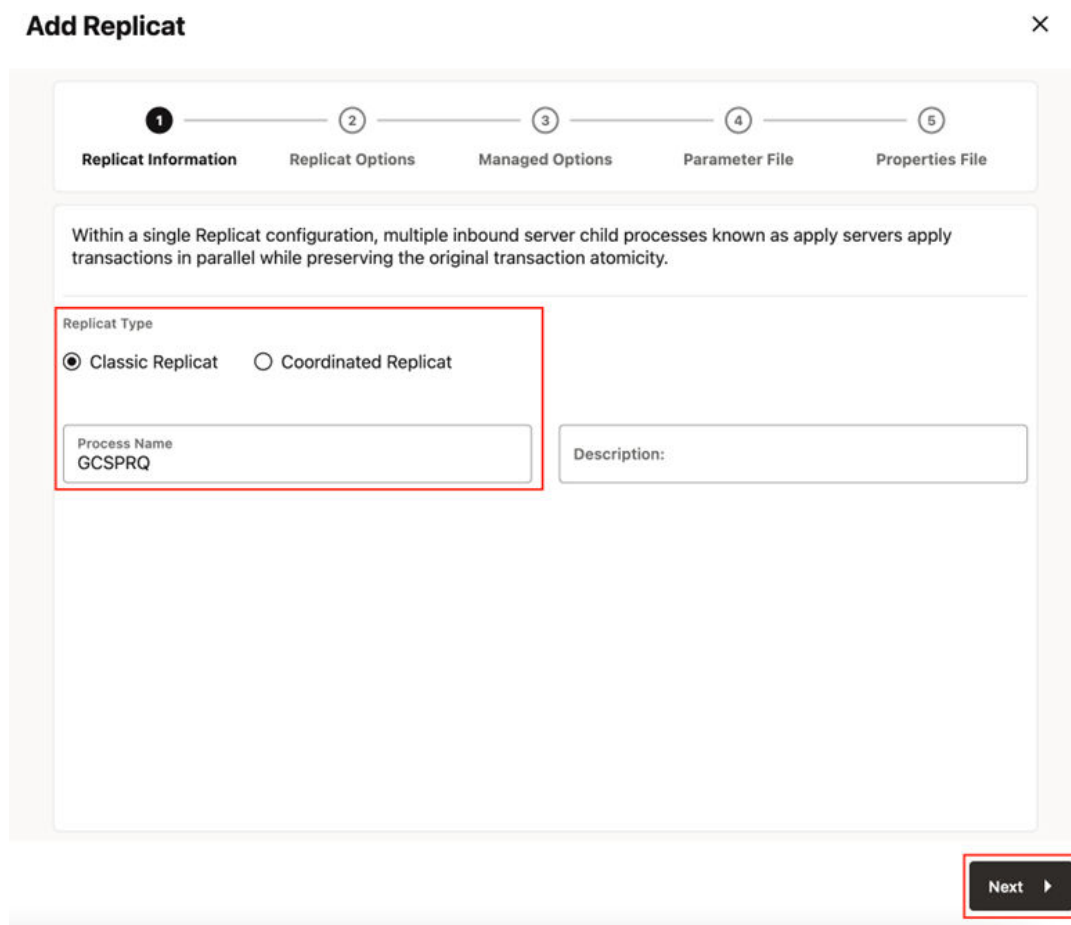 Add Replicat
1
2
3
4
5
Replicat Information
Replicat Options
Managed Options
Parameter File
Properties File
Within a single Replicat configuration, multiple inbound server child processes known as apply servers apply
transactions in parallel while preserving the original transaction atomicity.
Replicat Type
Classic Replicat
Coordinated Replicat
Process Name
GCSPRQ
Description:
Next